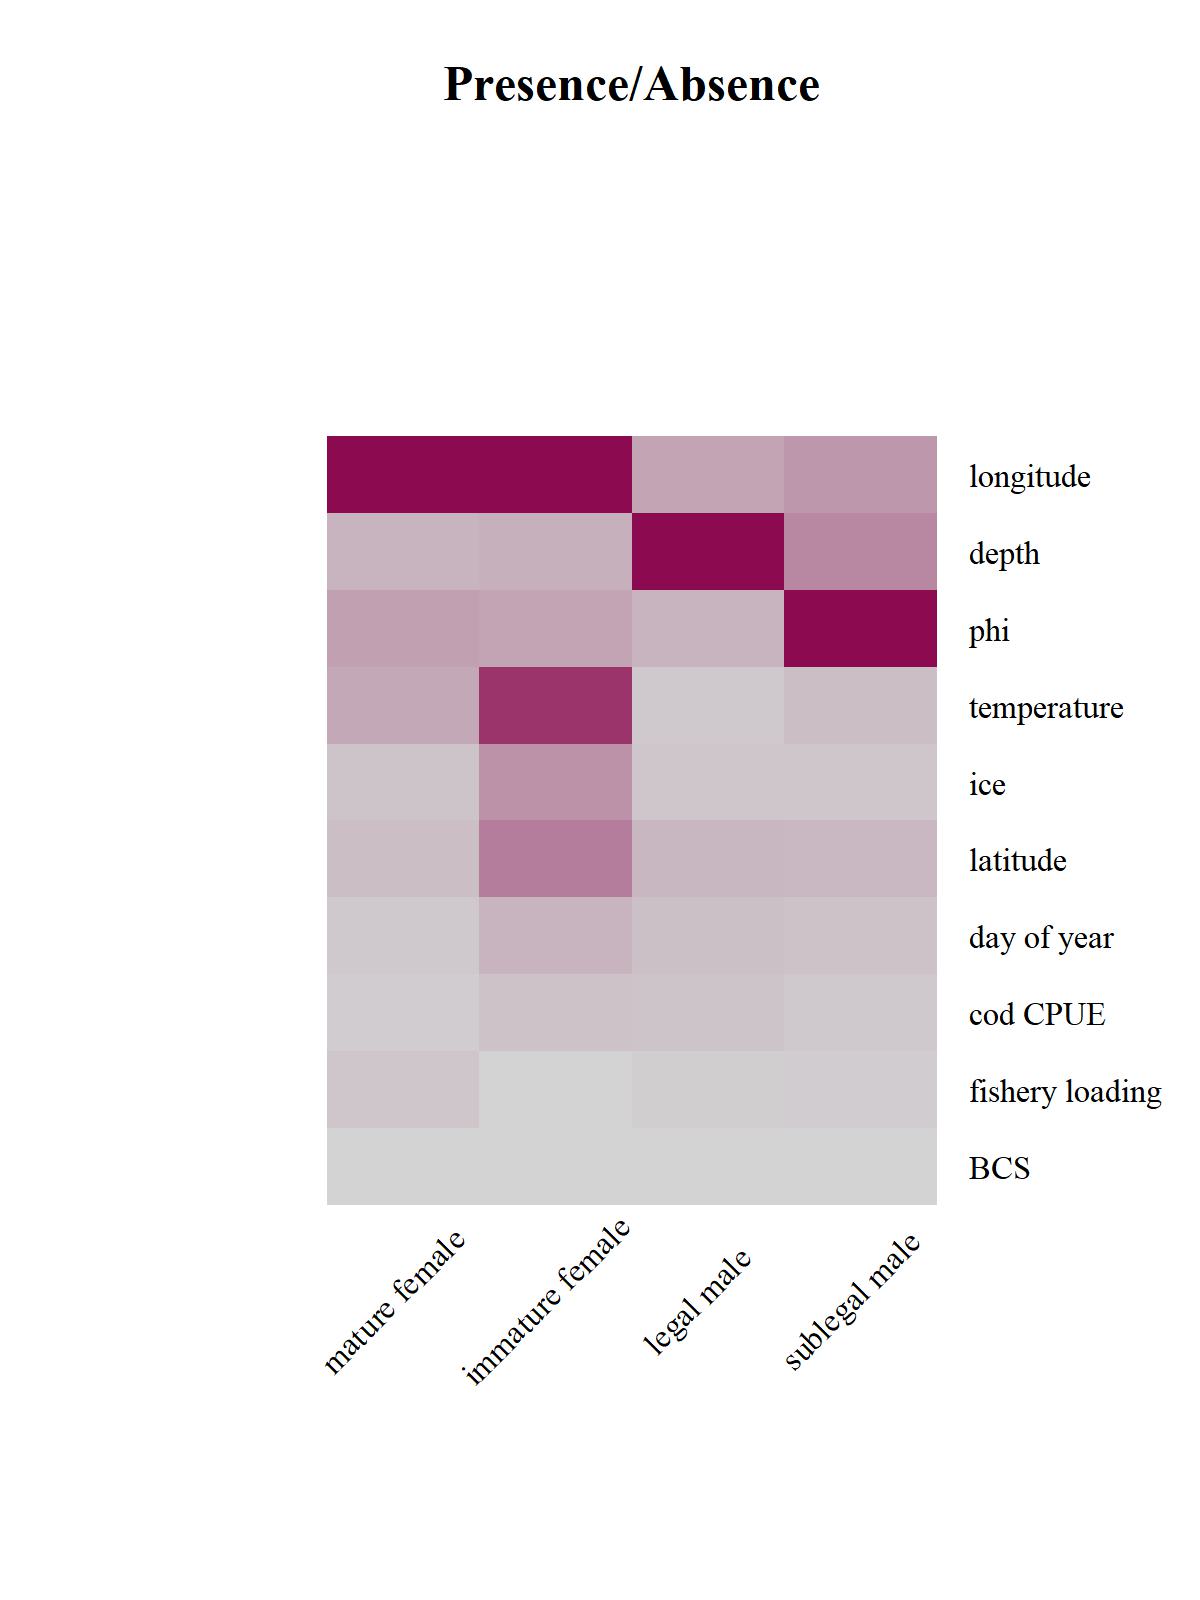 Presence/Absence
longitude
depth
phi
temperature
ice
latitude
day of year
cod CPUE
fishery loading
BCS
mature female
immature female
legal male
sublegal male